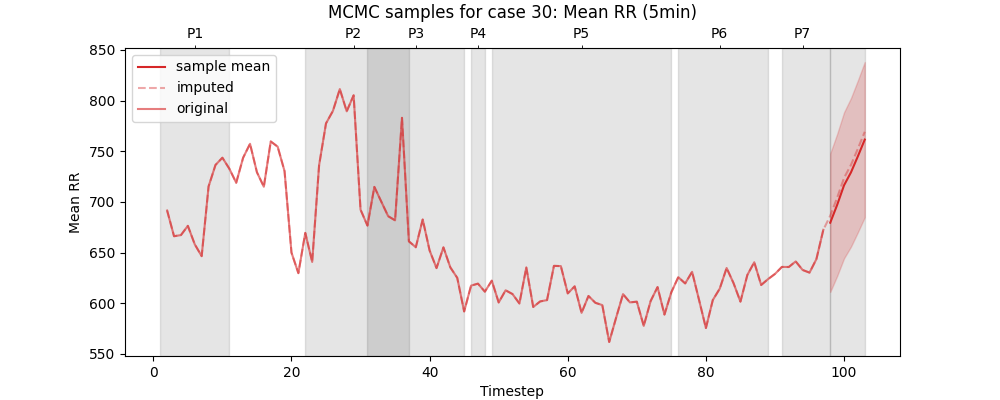 MCMC samples for case 30: Mean RR (5min)
P1 P2 P3 P4 P5 P6 P7
sample mean
imputed
original
850
800
750
700
650
600
550
Mean RR
0 20 40 60 80 100
Timestep